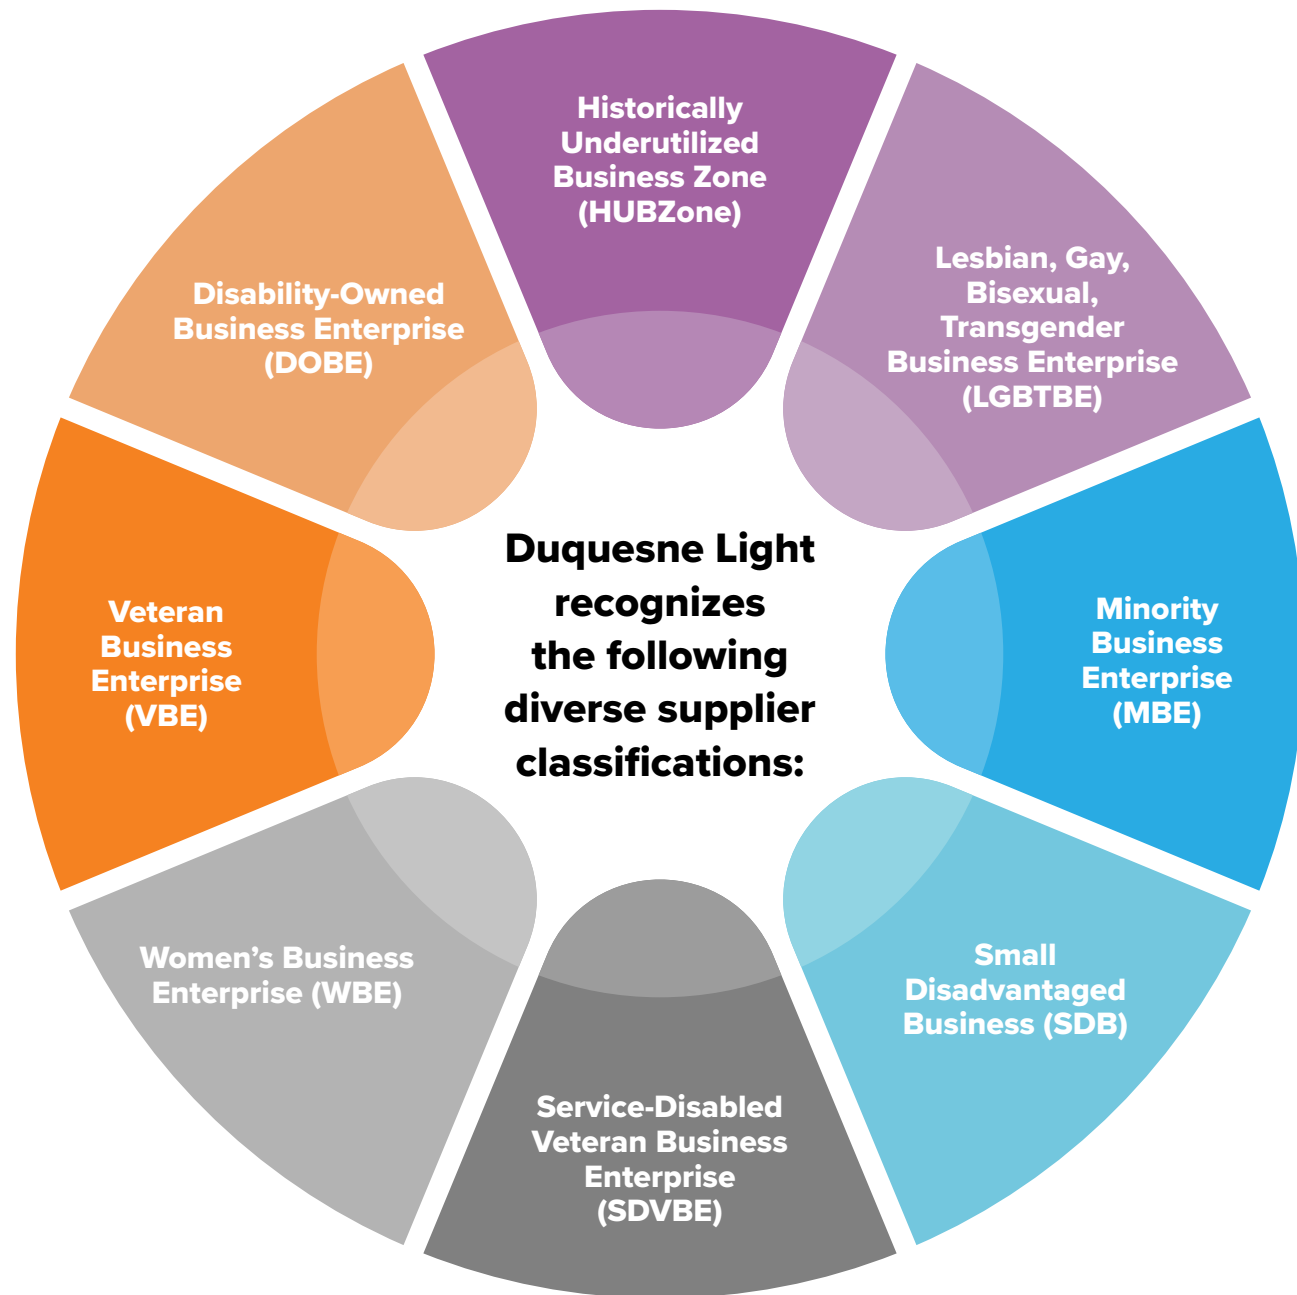 Duquesne Light
recognizes
the following
diverse supplier
classifications:
Historically
Underutilized
Business Zone
(HUBZone)
Lesbian, Gay,
Bisexual,
Transgender
Business Enterprise
(LGBTBE)
Minority
Business
Enterprise
(MBE)
Small
Disadvantaged
Business (SDB)
Service-Disabled
Veteran Business
Enterprise
(SDVBE)
Women’s Business
Enterprise (WBE)
Veteran
Business
Enterprise
(VBE)
Disability-Owned
Business Enterprise
(DOBE)